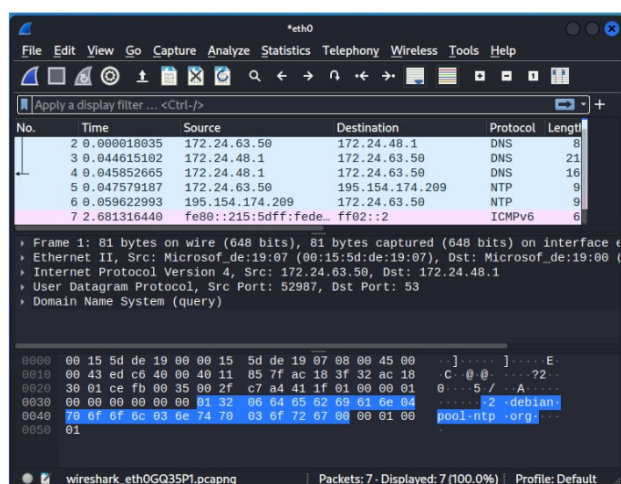 *eth0
File Edit View Go Capture Analyze Statistics Telephony Wireless Tools Help
Apply a display filter ... <Ctrl-/>
No. Time Source Destination Protocol Length
2 0.000018035 172.24.63.50 172.24.48.1 DNS 8
3 0.044615102 172.24.48.1 172.24.63.50 DNS 21
4 0.045852665 172.24.48.1 172.24.63.50 DNS 16
5 0.047579187 172.24.63.50 195.154.174.209 NTP 9
6 0.059622993 195.154.174.209 172.24.63.50 NTP 9
7 2.681316440 fe80::215:5dff:fede… ff02::2 ICMPv6 6
Frame 1: 81 bytes on wire (648 bits), 81 bytes captured (648 bits) on interface e
Ethernet II, Src: Microsof_de:19:07 (00:15:5d:de:19:07), Dst: Microsof_de:19:00 (
Internet Protocol Version 4, Src: 172.24.63.50, Dst: 172.24.48.1
User Datagram Protocol, Src Port: 52987, Dst Port: 53
Domain Name System (query)
0000 00 15 5d de 19 00 00 15 5d de 19 07 08 00 45 00 ··]····· ]·····E·
0010 00 43 ed c6 40 00 40 11 85 7f ac 18 3f 32 ac 18 ·C··@·@· ····?2··
0020 30 01 ce fb 00 35 00 2f c7 a4 41 1f 01 00 00 01 0····5·/ ··A·····
0030 00 00 00 00 00 00 01 32 06 64 65 62 69 61 6e 04 ·······2 ·debian·
0040 70 6f 6f 6c 03 6e 74 70 03 6f 72 67 00 00 01 00 pool·ntp ·org····
0050 01 ·
wireshark_eth0GQ35P1.pcapng Packets: 7 · Displayed: 7 (100.0%) Profile: Default